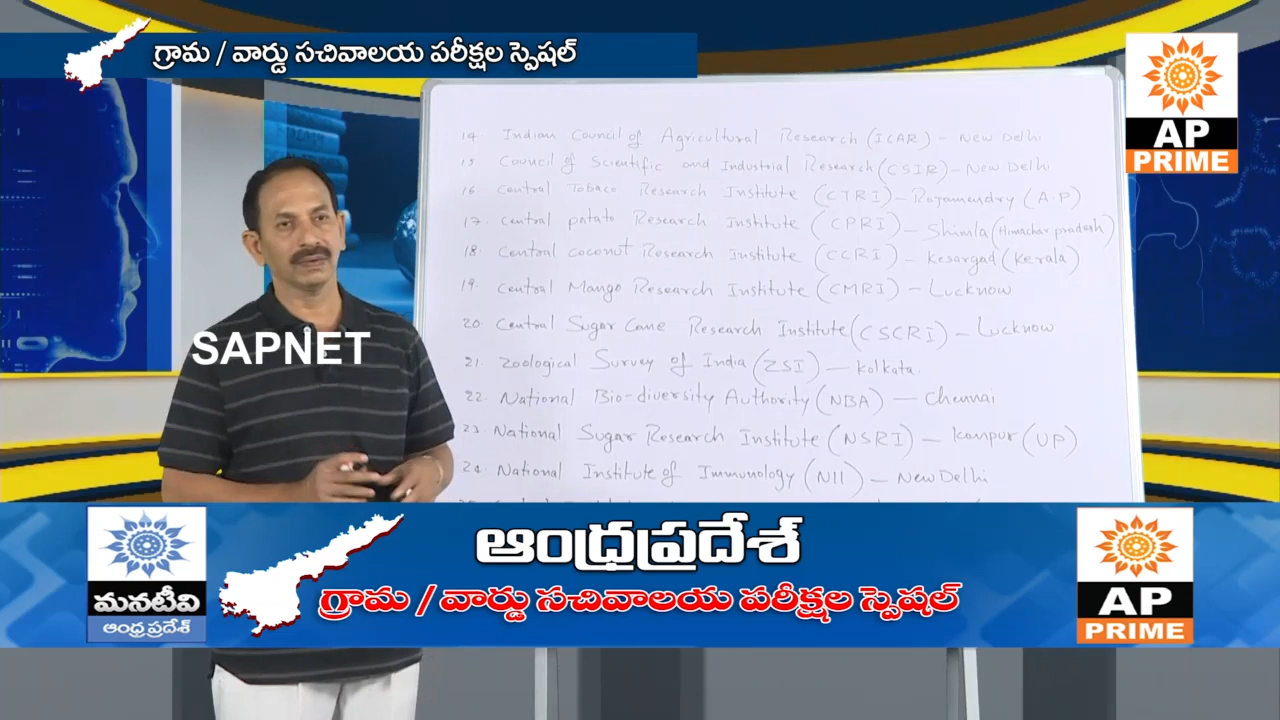 గ్రామ / వార్డు సచివాలయ పరీక్షల స్పెషల్
AP
PRIME
14. Indian Council of Agricultural Research (ICAR) - New Delhi
15 Council of Scientific and Industrial Research (CSIR) - New Delhi
16 Central Tobaco Research Institute (CTRI) - Rajamendry (A.P)
17. Central potato Research Institute (CPRI) - Shimla (Himachar pradesh)
18. Central coconut Research Institute (CCRI) - Kesargad (Kerala)
19. Central Mango Research Institute (CMRI) - Lucknow
20. Central Sugar Cane Research Institute (CSCRI) - Lucknow
21. Zoological Survey of India (ZSI) - Kolkata.
22. National Bio-diversity Authority (NBA) - Chennai
23 National Sugar Research Institute (NSRI) - Kanpur (UP)
24. National Institute of Immunology (NII) - New Delhi
SAPNET
మనటీవి
ఆంధ్రప్రదేశ్
ఆంధ్రప్రదేశ్
గ్రామ / వార్డు సచివాలయ పరీక్షల స్పెషల్
AP
PRIME